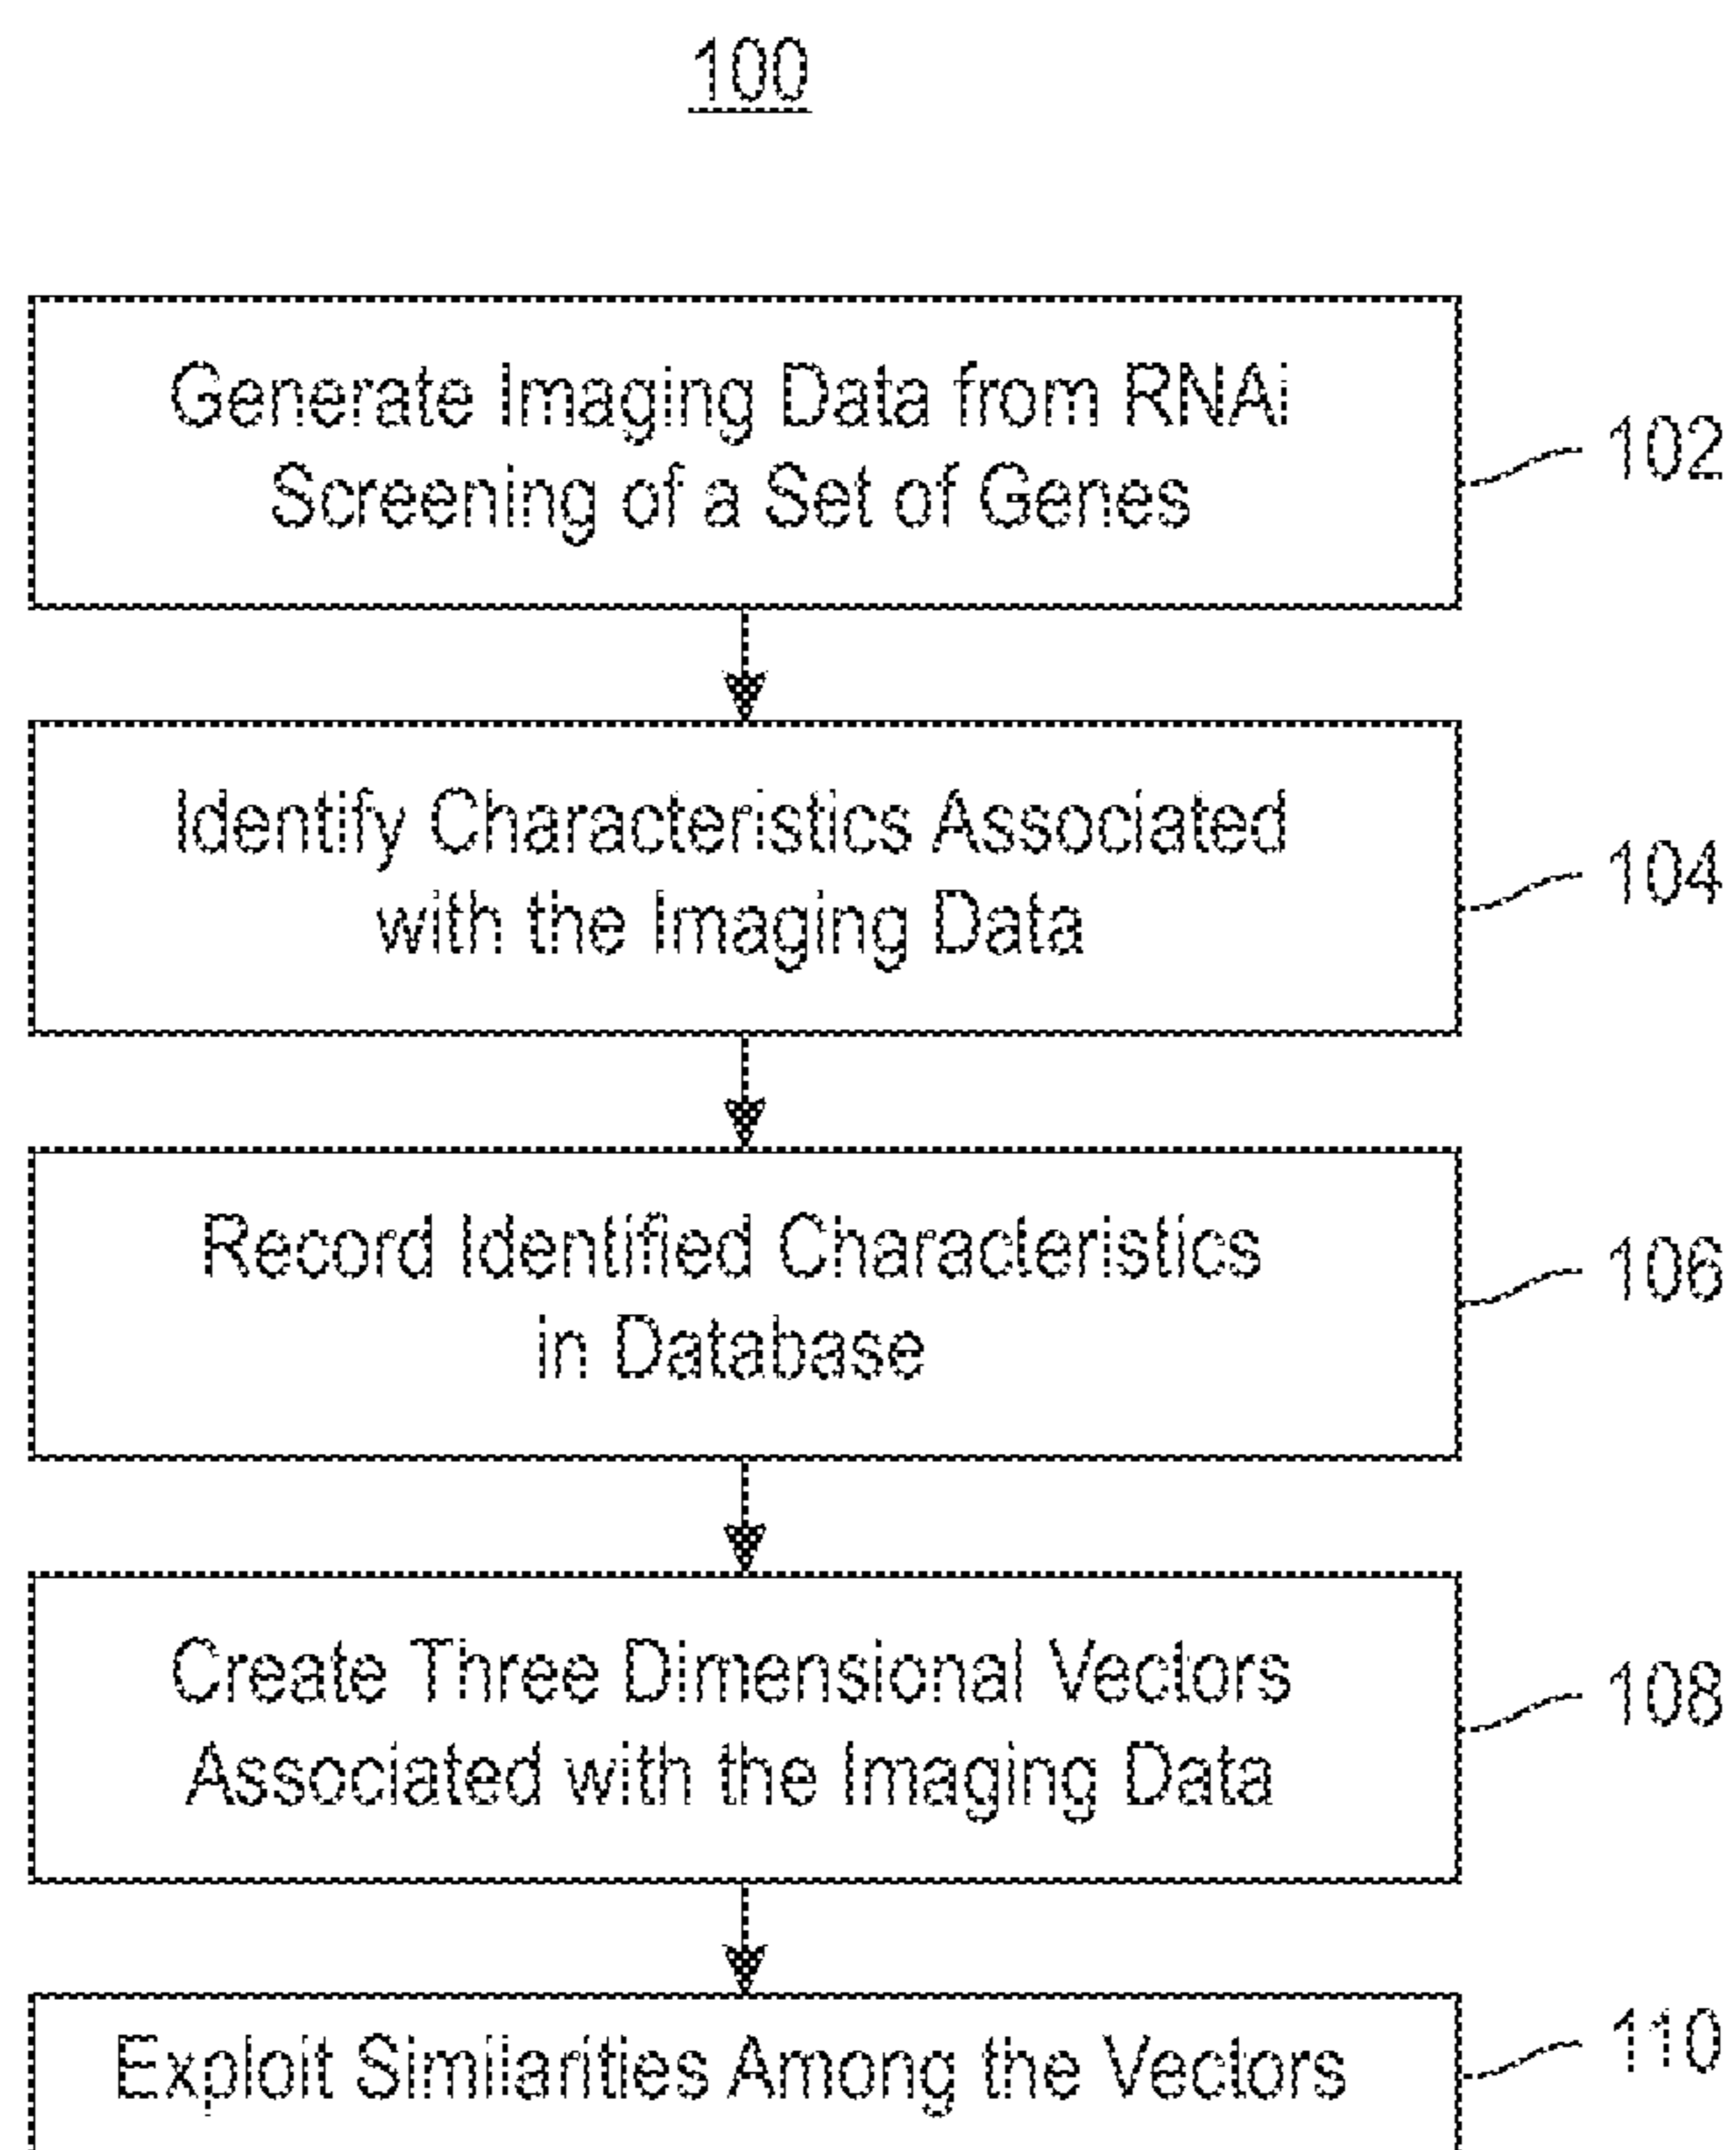 100
Generate Imaging Data from RNAi
Screening of a Set of Genes
102
Identify Characteristics Associated
with the Imaging Data
104
Record Identified Characteristics
in Database
106
Create Three Dimensional Vectors
Associated with the Imaging Data
108
Exploit Similarities Among the Vectors
110